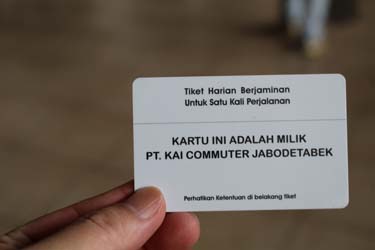 Tiket Harian Berjaminan
Untuk Satu Kali Perjalanan
KARTU INI ADALAH MILIK
PT. KAI COMMUTER JABODETABEK
Perhatikan Ketentuan di belakang tiket